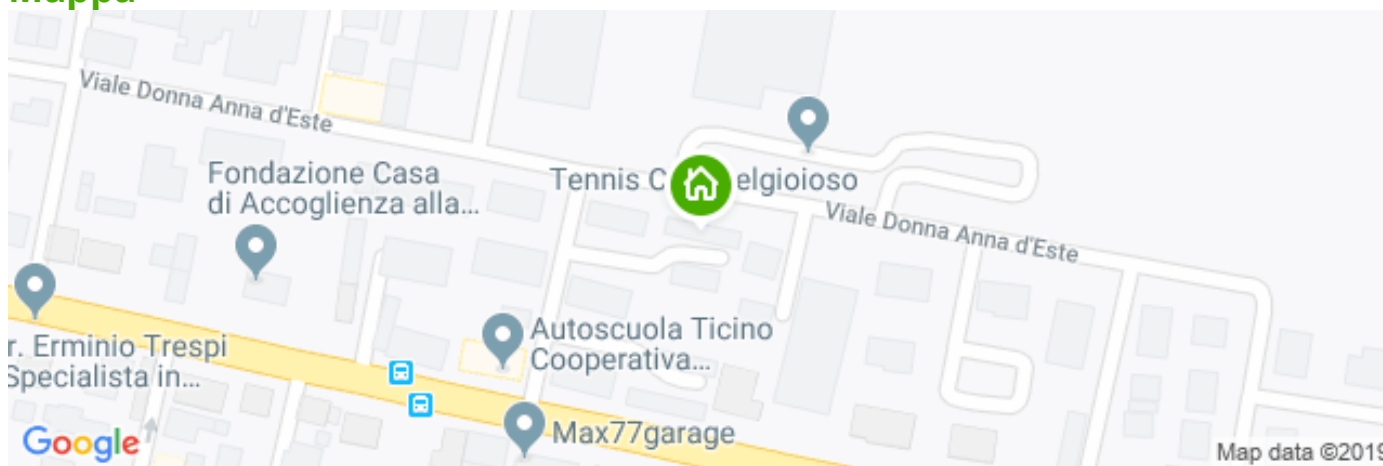 Mappa
Viale Donna Anna d'Este
Fondazione Casa
di Accoglienza alla...
Tennis C elgioioso
Viale Donna Anna d'Este
Autoscuola Ticino
Cooperativa...
r. Erminio Trespi
Specialista in...
Max77garage
Google
Map data ©2019